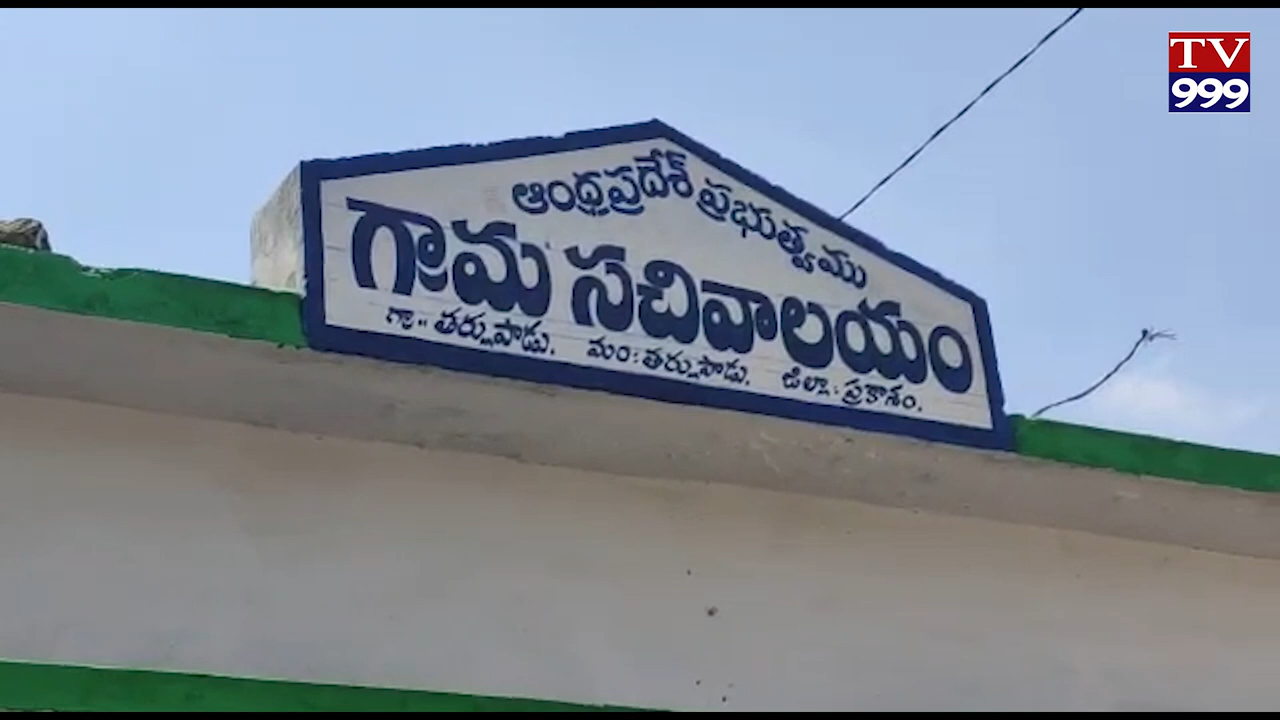 TV
999
ఆంధ్రప్రదేశ్ ప్రభుత్వము
గ్రామ సచివాలయం
గ్రా॥ తర్లుపాడు. మం: తర్లుపాడు. జిల్లా: ప్రకాశం.